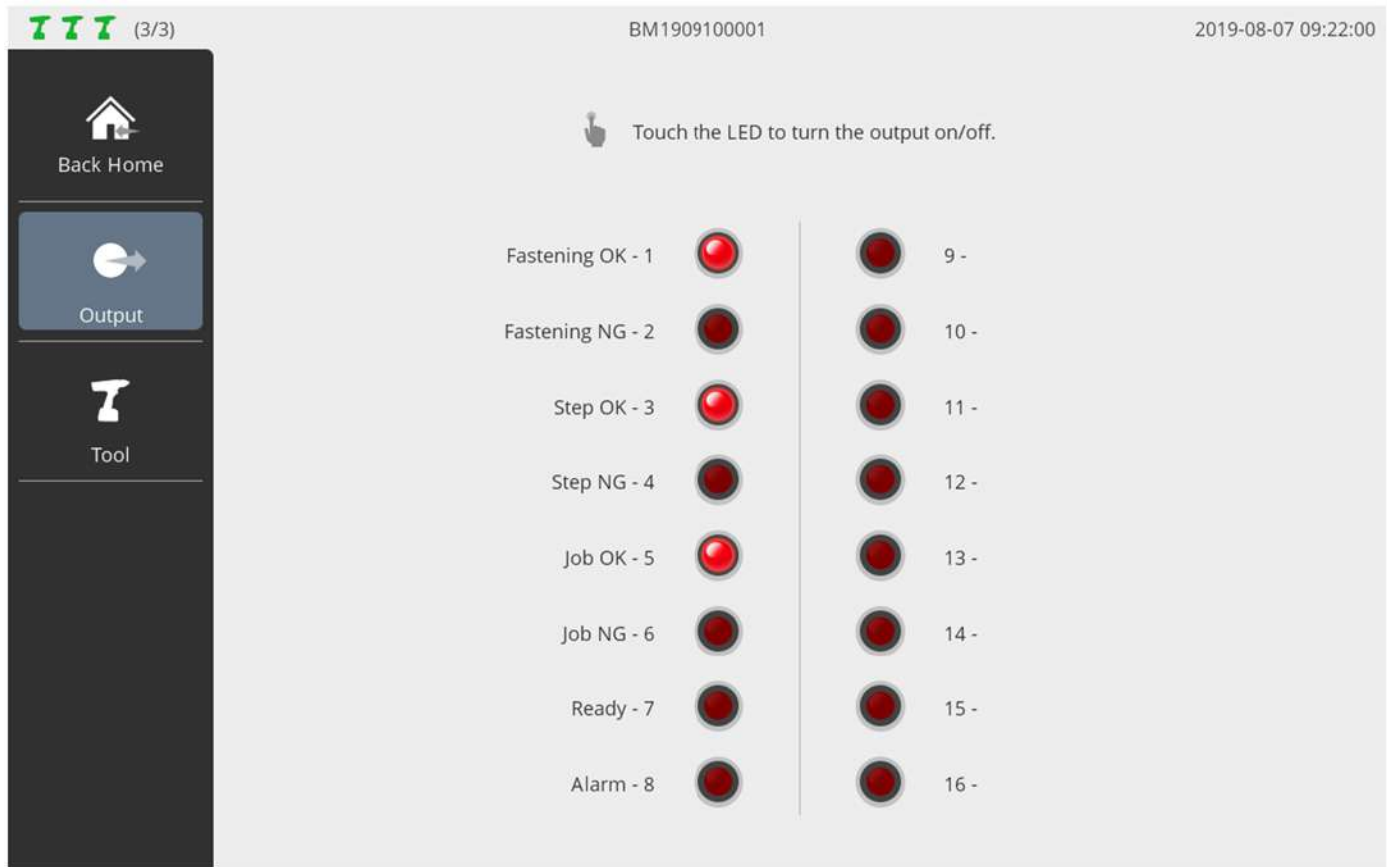 (3/3)
BM1909100001
2019-08-07 09:22:00
Back Home
Output
Tool
Touch the LED to turn the output on/off.
Fastening OK - 1
Fastening NG - 2
Step OK - 3
Step NG - 4
Job OK - 5
Job NG - 6
Ready - 7
Alarm - 8
9 -
10 -
11 -
12 -
13 -
14 -
15 -
16 -